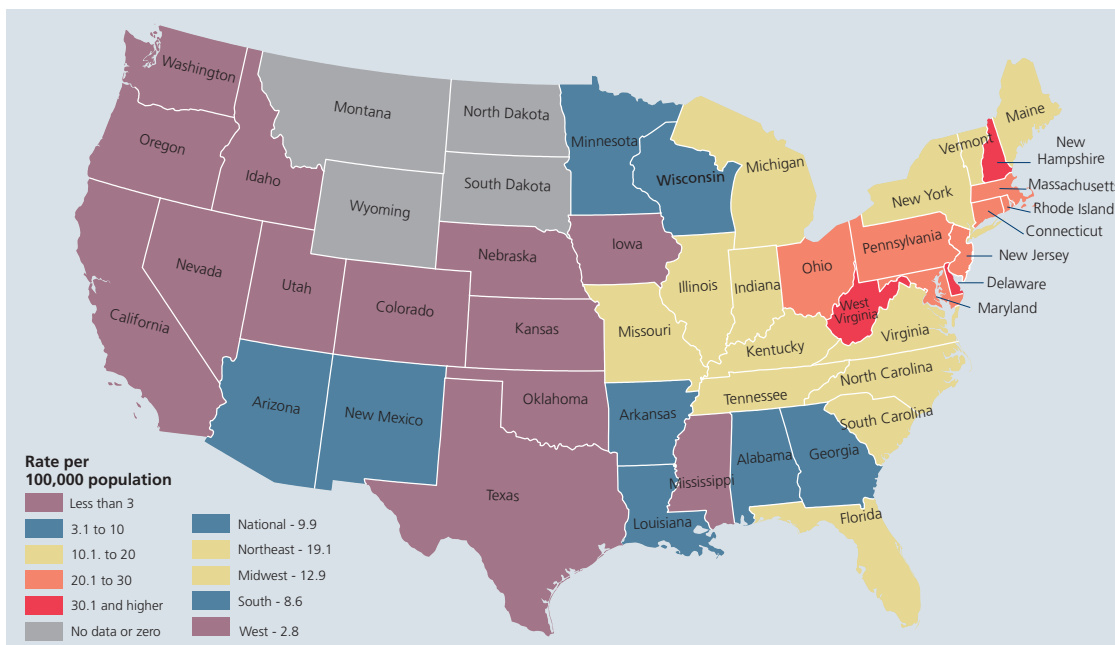 Washington
Montana
North Dakota
Minnesota
Maine
Oregon
Idaho
South Dakota
Wisconsin
Michigan
Vermont
New
Hampshire
Wyoming
New York
Massachusett
Rhode Island
Connecticut
Nebraska
Iowa
Pennsylvania
New Jersey
Nevada
Utah
Colorado
Illinois
Indiana
Ohio
Delaware
California
Kansas
Missouri
West
Virginia
Maryland
Kentucky
Virginia
Arizona
New Mexico
Oklahoma
Arkansas
Tennessee
North Carolina
South Carolina
Texas
Mississippi
Alabama
Georgia
Louisiana
Florida
Rate per
100,000 population
Less than 3
3.1 to 10
10.1. to 20
20.1 to 30
30.1 and higher
No data or zero
National - 9.9
Northeast - 19.1
Midwest - 12.9
South - 8.6
West - 2.8